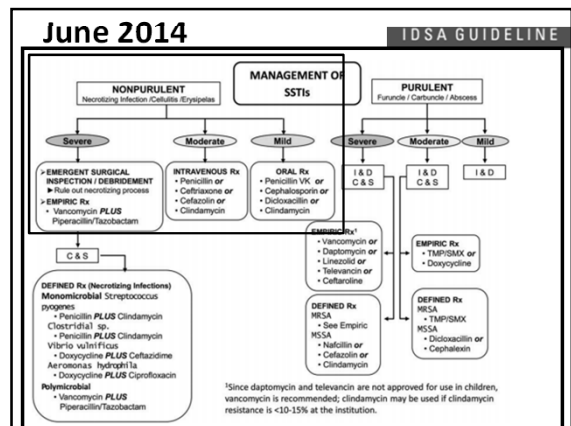 June 2014
IDSA GUIDELINE
MANAGEMENT OF
SSTIs
NONPURULENT
Necrotizing Infection /Cellulitis /Erysipelas
Severe
Moderate
Mild
➢EMERGENT SURGICAL
INSPECTION / DEBRIDEMENT
►Rule out necrotizing process
➢EMPIRIC Rx
• Vancomycin PLUS
Piperacillin/Tazobactam
INTRAVENOUS Rx
• Penicillin or
• Ceftriaxone or
• Cefazolin or
• Clindamycin
ORAL Rx
• Penicillin VK or
• Cephalosporin or
• Dicloxacillin or
• Clindamycin
C & S
DEFINED Rx (Necrotizing Infections)
Monomicrobial Streptococcus
pyogenes
• Penicillin PLUS Clindamycin
Clostridial sp.
• Penicillin PLUS Clindamycin
Vibrio vulnificus
• Doxycycline PLUS Ceftazidime
Aeromonas hydrophila
• Doxycycline PLUS Ciprofloxacin
Polymicrobial
• Vancomycin PLUS
Piperacillin/Tazobactam
PURULENT
Furuncle / Carbuncle / Abscess
Severe
Moderate
Mild
I & D
C & S
I & D
C & S
I & D
EMPIRIC Rx¹
• Vancomycin or
• Daptomycin or
• Linezolid or
• Televancin or
• Ceftaroline
EMPIRIC Rx
• TMP/SMX or
• Doxycycline
DEFINED Rx
MRSA
• See Empiric
MSSA
• Nafcillin or
• Cefazolin or
• Clindamycin
DEFINED Rx
MRSA
• TMP/SMX
MSSA
• Dicloxacillin or
• Cephalexin
¹Since daptomycin and televancin are not approved for use in children,
vancomycin is recommended; clindamycin may be used if clindamycin
resistance is <10-15% at the institution.